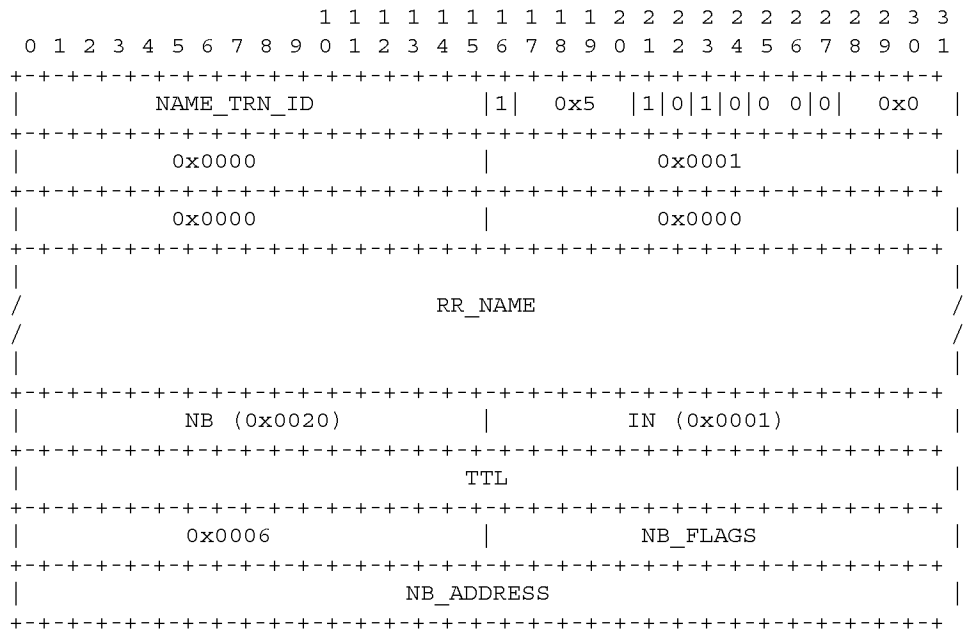 1 1 1 1 1 1 1 1 1 1 2 2 2 2 2 2 2 2 2 2 3 3
0 1 2 3 4 5 6 7 8 9 0 1 2 3 4 5 6 7 8 9 0 1 2 3 4 5 6 7 8 9 0 1
+-+-+-+-+-+-+-+-+-+-+-+-+-+-+-+-+-+-+-+-+-+-+-+-+-+-+-+-+-+-+-+-+
|         NAME_TRN_ID           |1|  0x5  |1|0|1|0|0 0|0|  0x0  |
+-+-+-+-+-+-+-+-+-+-+-+-+-+-+-+-+-+-+-+-+-+-+-+-+-+-+-+-+-+-+-+-+
|          0x0000               |           0x0001              |
+-+-+-+-+-+-+-+-+-+-+-+-+-+-+-+-+-+-+-+-+-+-+-+-+-+-+-+-+-+-+-+-+
|          0x0000               |           0x0000              |
+-+-+-+-+-+-+-+-+-+-+-+-+-+-+-+-+-+-+-+-+-+-+-+-+-+-+-+-+-+-+-+-+
|                                                               |
/                            RR_NAME                            /
/                                                               /
|                                                               |
+-+-+-+-+-+-+-+-+-+-+-+-+-+-+-+-+-+-+-+-+-+-+-+-+-+-+-+-+-+-+-+-+
|           NB (0x0020)         |         IN (0x0001)           |
+-+-+-+-+-+-+-+-+-+-+-+-+-+-+-+-+-+-+-+-+-+-+-+-+-+-+-+-+-+-+-+-+
|                              TTL                              |
+-+-+-+-+-+-+-+-+-+-+-+-+-+-+-+-+-+-+-+-+-+-+-+-+-+-+-+-+-+-+-+-+
|           0x0006              |          NB_FLAGS             |
+-+-+-+-+-+-+-+-+-+-+-+-+-+-+-+-+-+-+-+-+-+-+-+-+-+-+-+-+-+-+-+-+
|                          NB_ADDRESS                           |
+-+-+-+-+-+-+-+-+-+-+-+-+-+-+-+-+-+-+-+-+-+-+-+-+-+-+-+-+-+-+-+-+